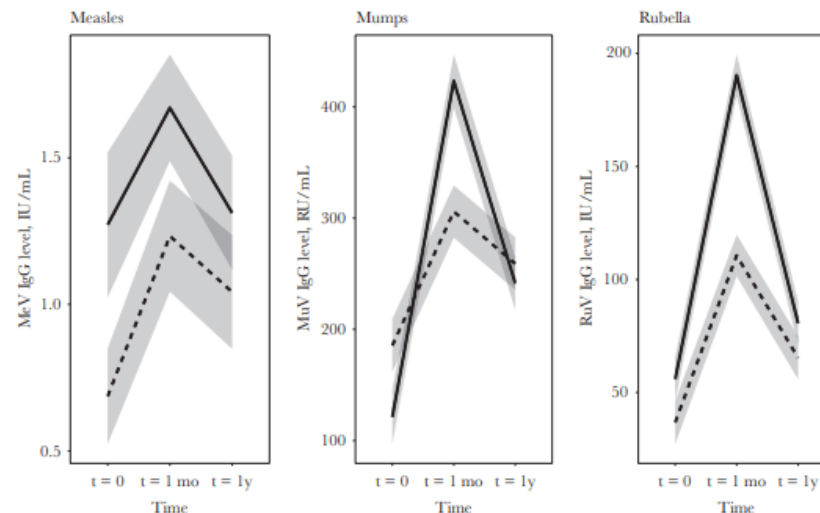 Measles
MeV IgG level, IU/mL
1.5
1.0
0.5
t = 0 t = 1 mo t = 1y
Time
Mumps
MuV IgG level, RU/mL
400
300
200
100
t = 0 t = 1 mo t = 1y
Time
Rubella
RuV IgG level, IU/mL
200
150
100
50
t = 0 t = 1 mo t = 1y
Time